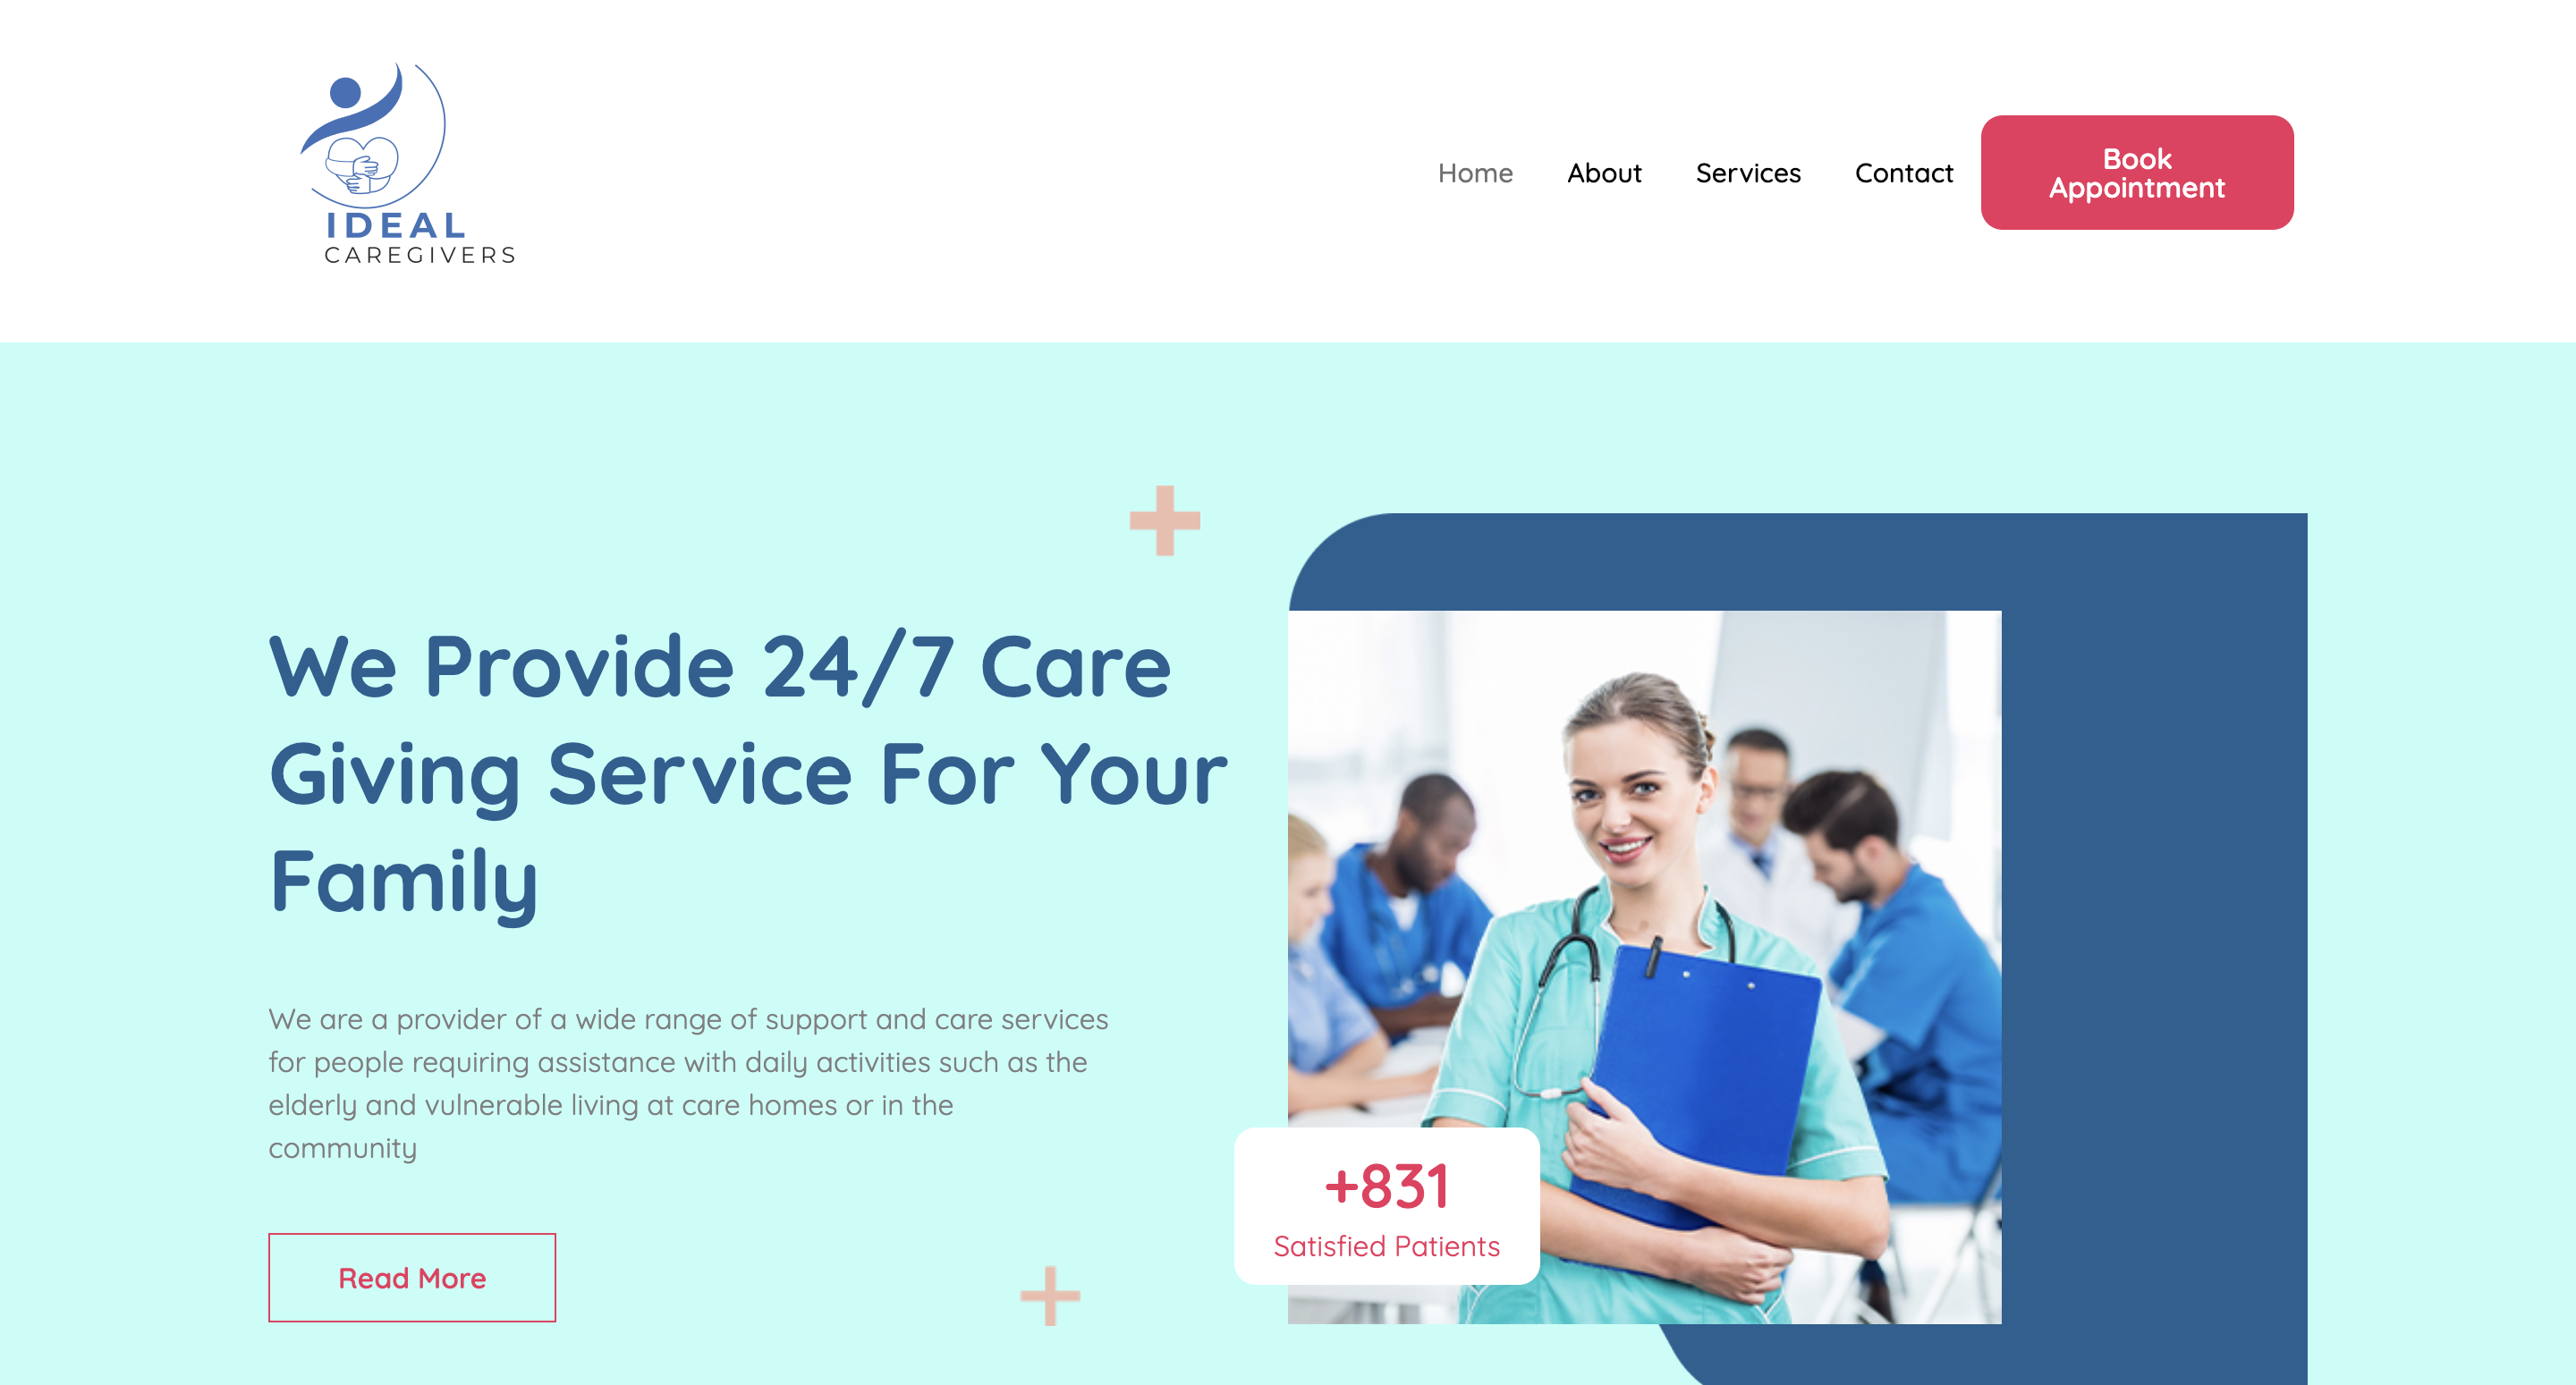 IDEAL
CAREGIVERS
Home
About
Services
Contact
Book
Appointment
We Provide 24/7 Care
Giving Service For Your
Family
We are a provider of a wide range of support and care services
for people requiring assistance with daily activities such as the
elderly and vulnerable living at care homes or in the
community
Read More
+831
Satisfied Patients